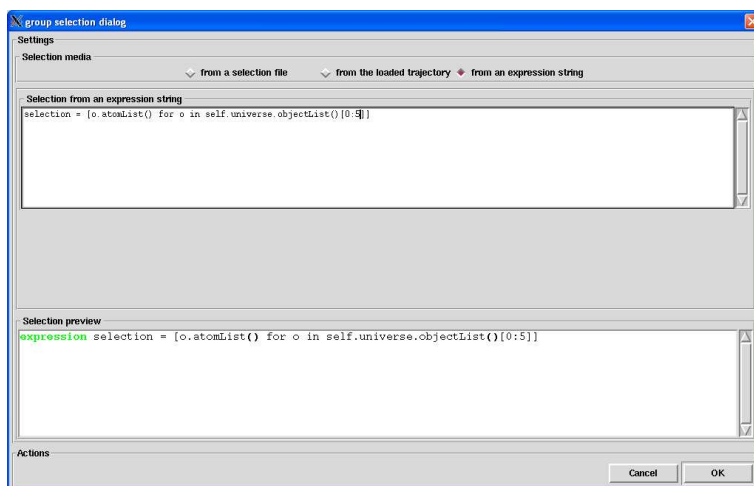 group selection dialog
Settings
Selection media
from a selection file from the loaded trajectory from an expression string
Selection from an expression string
selection = [o.atomList() for o in self.universe.objectList()[0:5]]
Selection preview
expression selection = [o.atomList() for o in self.universe.objectList()[0:5]]
Actions
Cancel OK